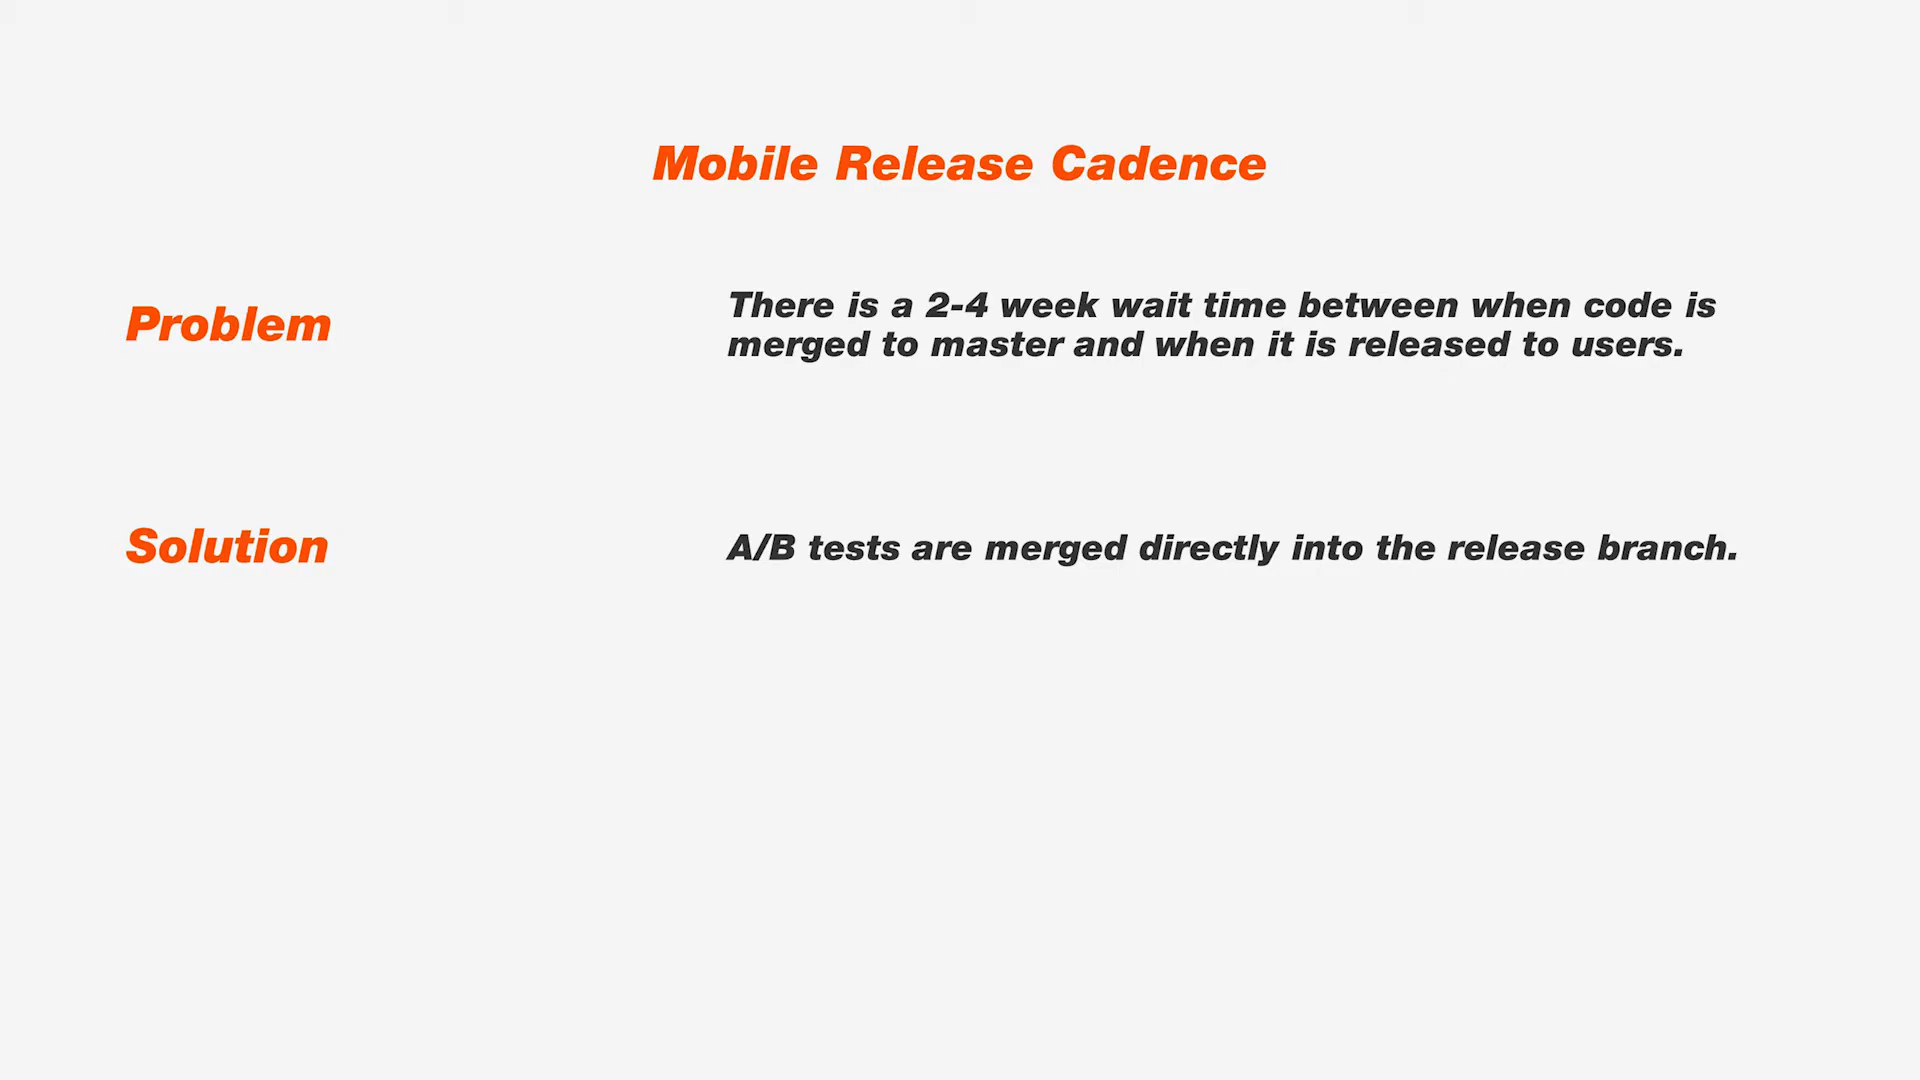 Mobile Release Cadence
Problem
There is a 2-4 week wait time between when code is
merged to master and when it is released to users.
Solution
A/B tests are merged directly into the release branch.